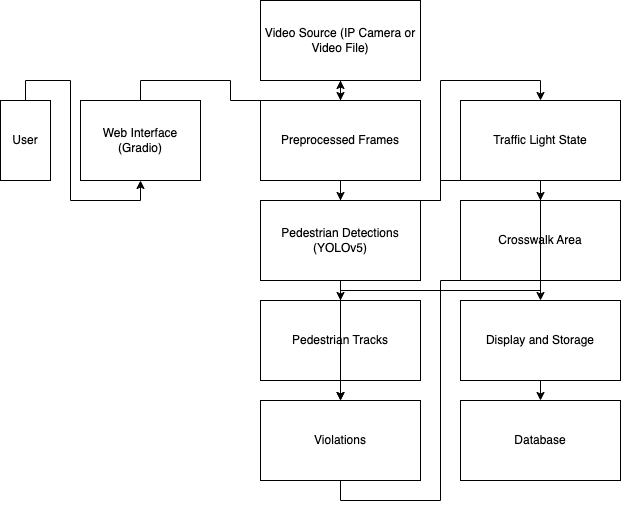 Video Source (IP Camera or
Video File)
User
Web Interface
(Gradio)
Preprocessed Frames
Traffic Light State
Pedestrian Detections
(YOLOv5)
Crosswalk Area
Pedestrian Tracks
Display and Storage
Violations
Database